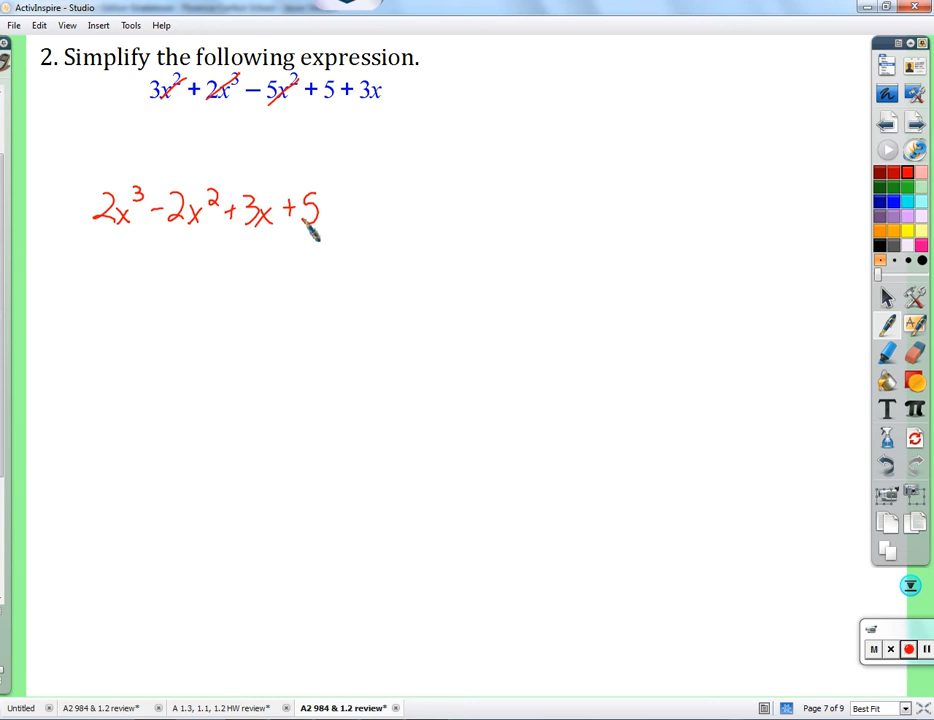 ActivInspire - Studio
File Edit View Insert Tools Help
2. Simplify the following expression.
3x² + 2x³ − 5x² + 5 + 3x
2x³ - 2x² + 3x + 5
M
Untitled A2 984 & 1.2 review* A 1.3, 1.1, 1.2 HW review* A2 984 & 1.2 review* Page 7 of 9 Best Fit